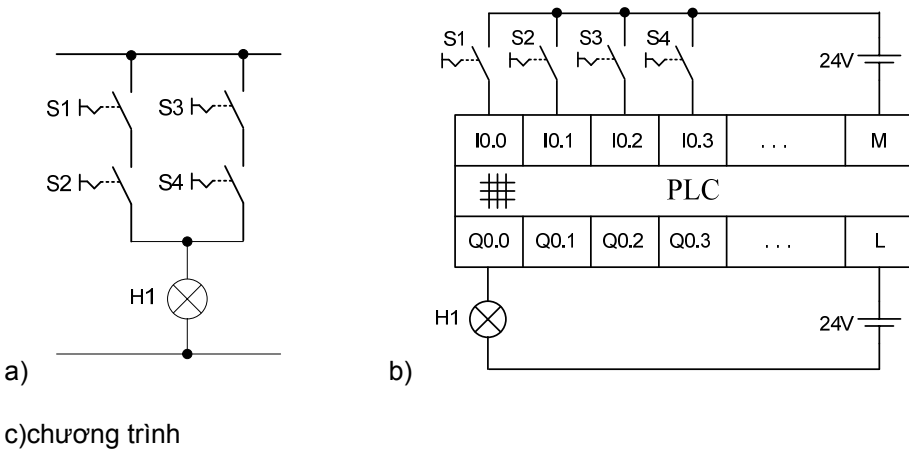 S1
S2
S3
S4
H1
a)
S1 S2 S3 S4
24V
I0.0 I0.1 I0.2 I0.3 . . . M
PLC
Q0.0 Q0.1 Q0.2 Q0.3 . . . L
H1
24V
b)
c)chương trình